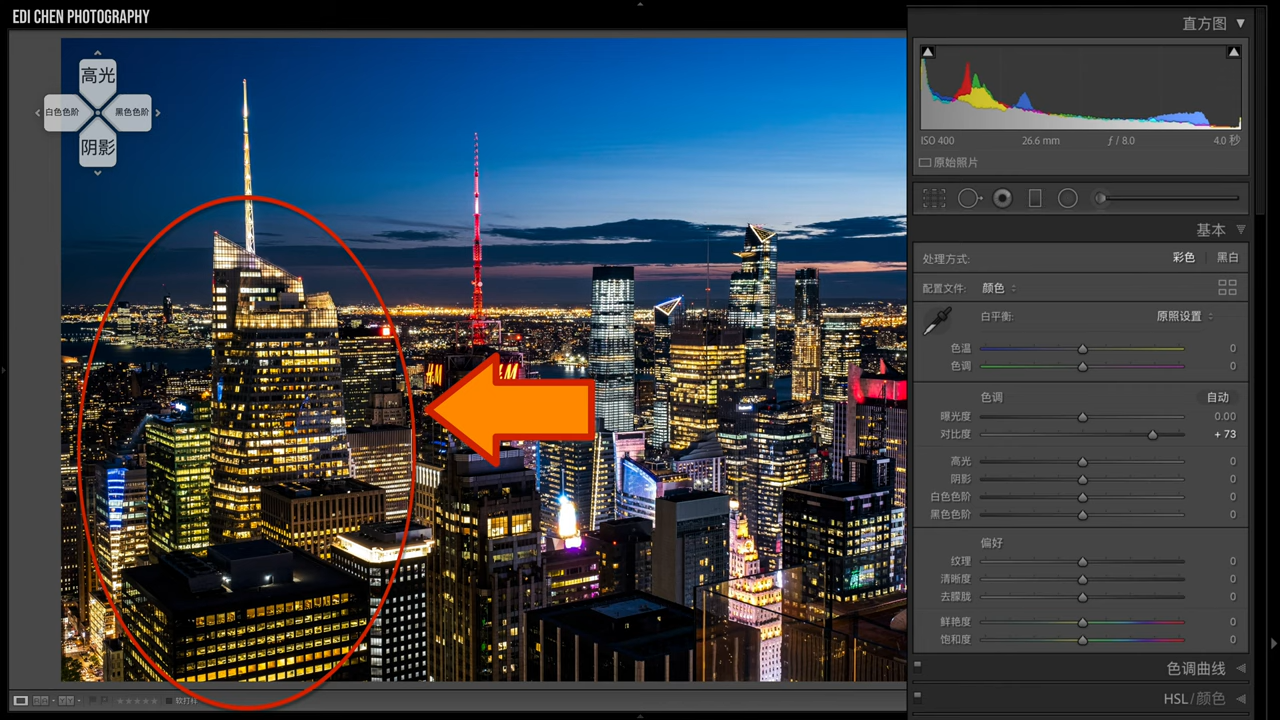 EDI CHEN PHOTOGRAPHY
高光
白色色阶
黑色色阶
阴影
直方图
ISO 400 26.6 mm ƒ / 8.0 4.0 秒
原始照片
基本
处理方式: 彩色 黑白
配置文件: 颜色
白平衡: 原照设置
色温 0
色调 0
色调 自动
曝光度 0.00
对比度 + 73
高光 0
阴影 0
白色色阶 0
黑色色阶 0
偏好
纹理 0
清晰度 0
去朦胧 0
鲜艳度 0
饱和度 0
色调曲线
HSL / 颜色
软打样